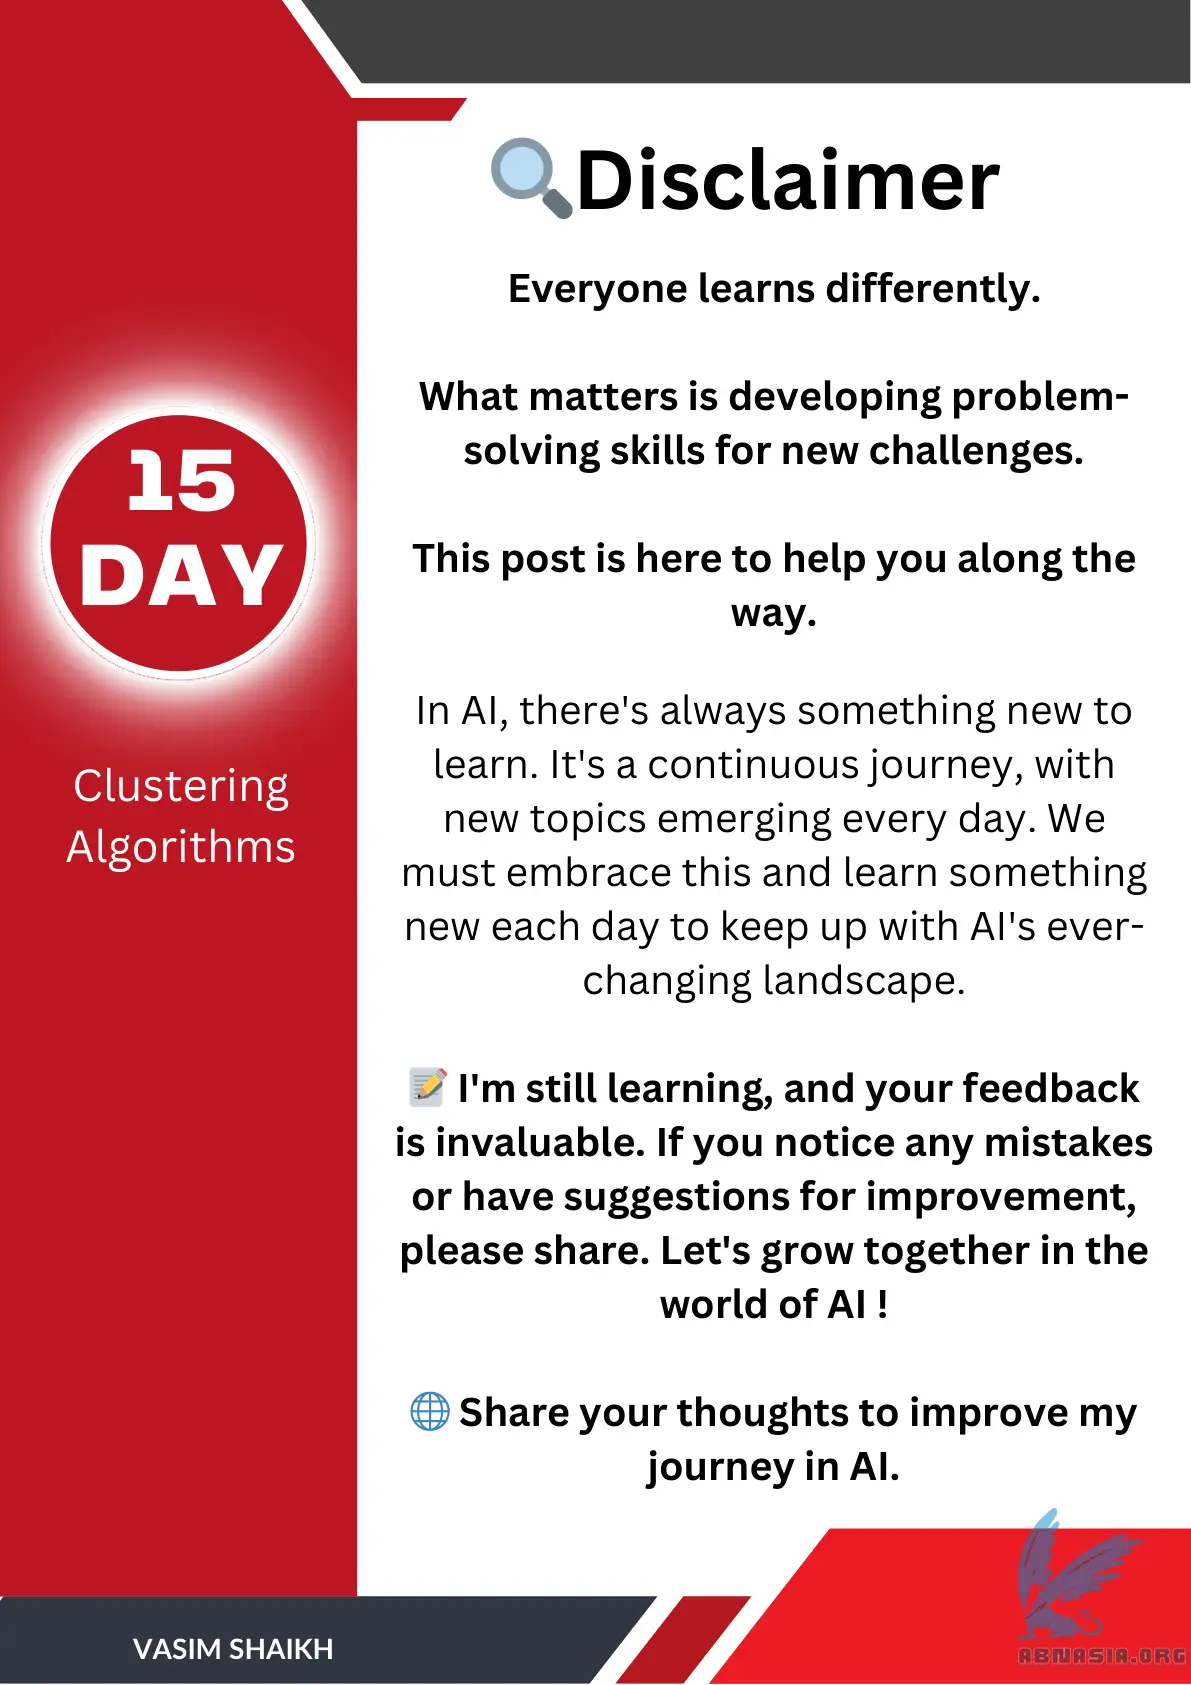 Disclaimer
Everyone learns differently.
What matters is developing problem-
solving skills for new challenges.
This post is here to help you along the
way.
In AI, there's always something new to
learn. It's a continuous journey, with
new topics emerging every day. We
must embrace this and learn something
new each day to keep up with AI's ever-
changing landscape.
I'm still learning, and your feedback
is invaluable. If you notice any mistakes
or have suggestions for improvement,
please share. Let's grow together in the
world of AI !
Share your thoughts to improve my
journey in AI.
15
DAY
Clustering
Algorithms
VASIM SHAIKH
ABNASIA.ORG